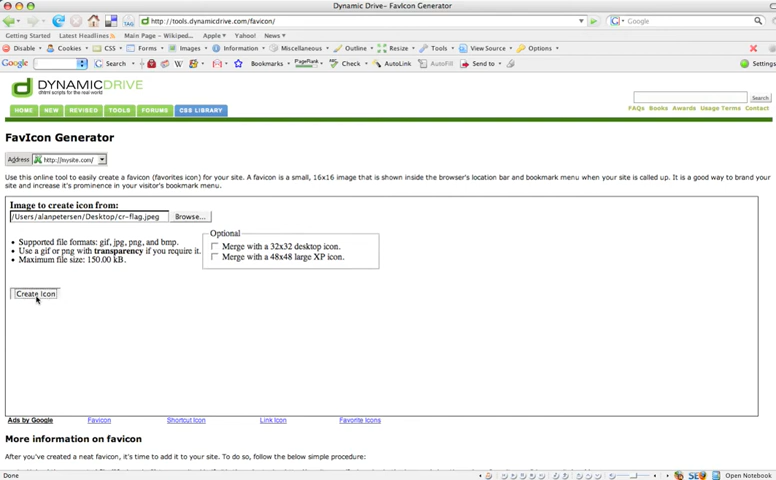 Dynamic Drive- FavIcon Generator
http://tools.dynamicdrive.com/favicon/
Google
Getting Started Latest Headlines Main Page – Wikiped... Apple Yahoo! News
Disable Cookies CSS Forms Images Information Miscellaneous Outline Resize Tools View Source Options
Google Search Bookmarks PageRank Check AutoLink AutoFill Send to Settings
DYNAMICDRIVE
dhtml scripts for the real world
Search
HOME NEW REVISED TOOLS FORUMS CSS LIBRARY
FAQs Books Awards Usage Terms Contact
FavIcon Generator
Address http://mysite.com/
Use this online tool to easily create a favicon (favorites icon) for your site. A favicon is a small, 16x16 image that is shown inside the browser's location bar and bookmark menu when your site is called up. It is a good way to brand your
site and increase it's prominence in your visitor's bookmark menu.
Image to create icon from:
/Users/alanpetersen/Desktop/cr-flag.jpeg Browse...
Optional
• Supported file formats: gif, jpg, png, and bmp.
• Use a gif or png with transparency if you require it.
• Maximum file size: 150.00 kB.
Merge with a 32x32 desktop icon.
Merge with a 48x48 large XP icon.
Create Icon
Ads by Google Favicon Shortcut Icon Link Icon Favorite Icons
More information on favicon
After you've created a neat favicon, it's time to add it to your site. To do so, follow the below simple procedure:
Done Open Notebook